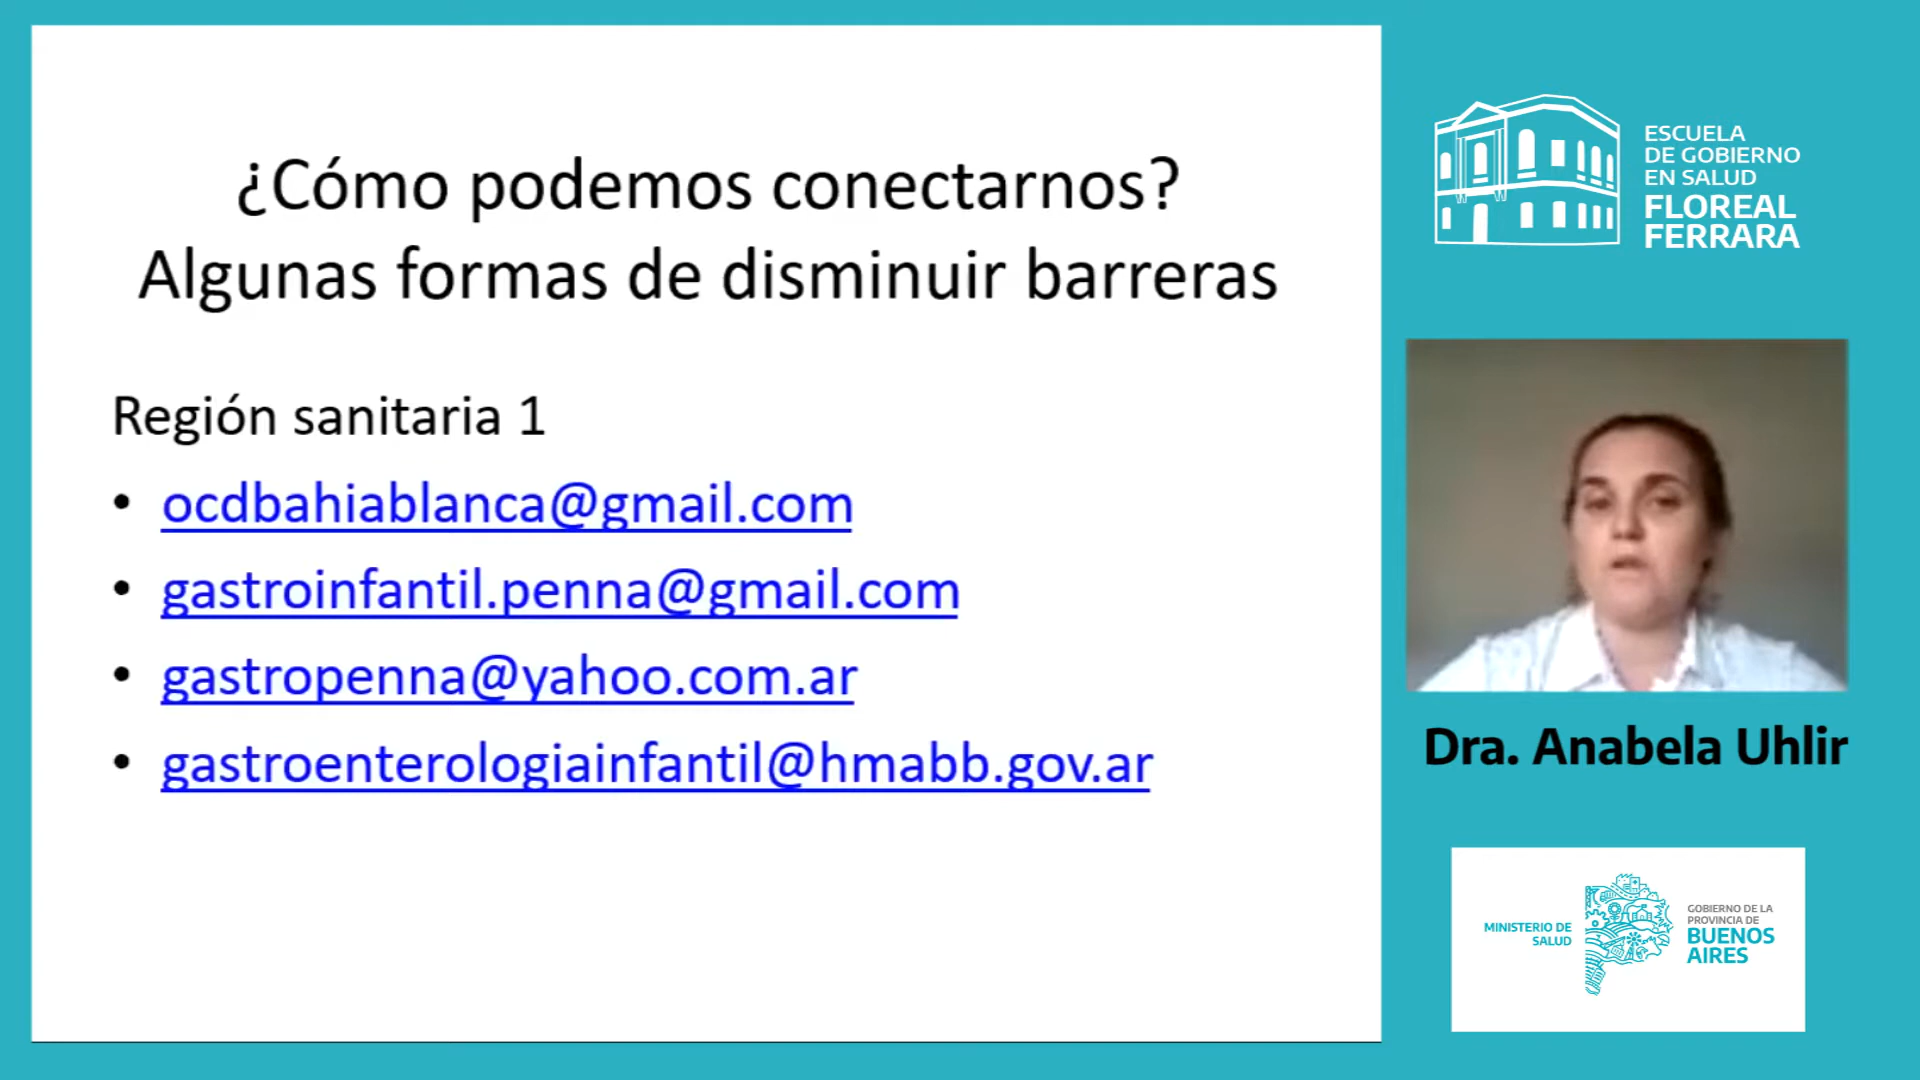 ¿Cómo podemos conectarnos?
Algunas formas de disminuir barreras
Región sanitaria 1
• ocdbahiablanca@gmail.com
• gastroinfantil.penna@gmail.com
• gastropenna@yahoo.com.ar
• gastroenterologiainfantil@hmabb.gov.ar
ESCUELA
DE GOBIERNO
EN SALUD
FLOREAL
FERRARA
Dra. Anabela Uhlir
MINISTERIO DE
SALUD
GOBIERNO DE LA
PROVINCIA DE
BUENOS
AIRES